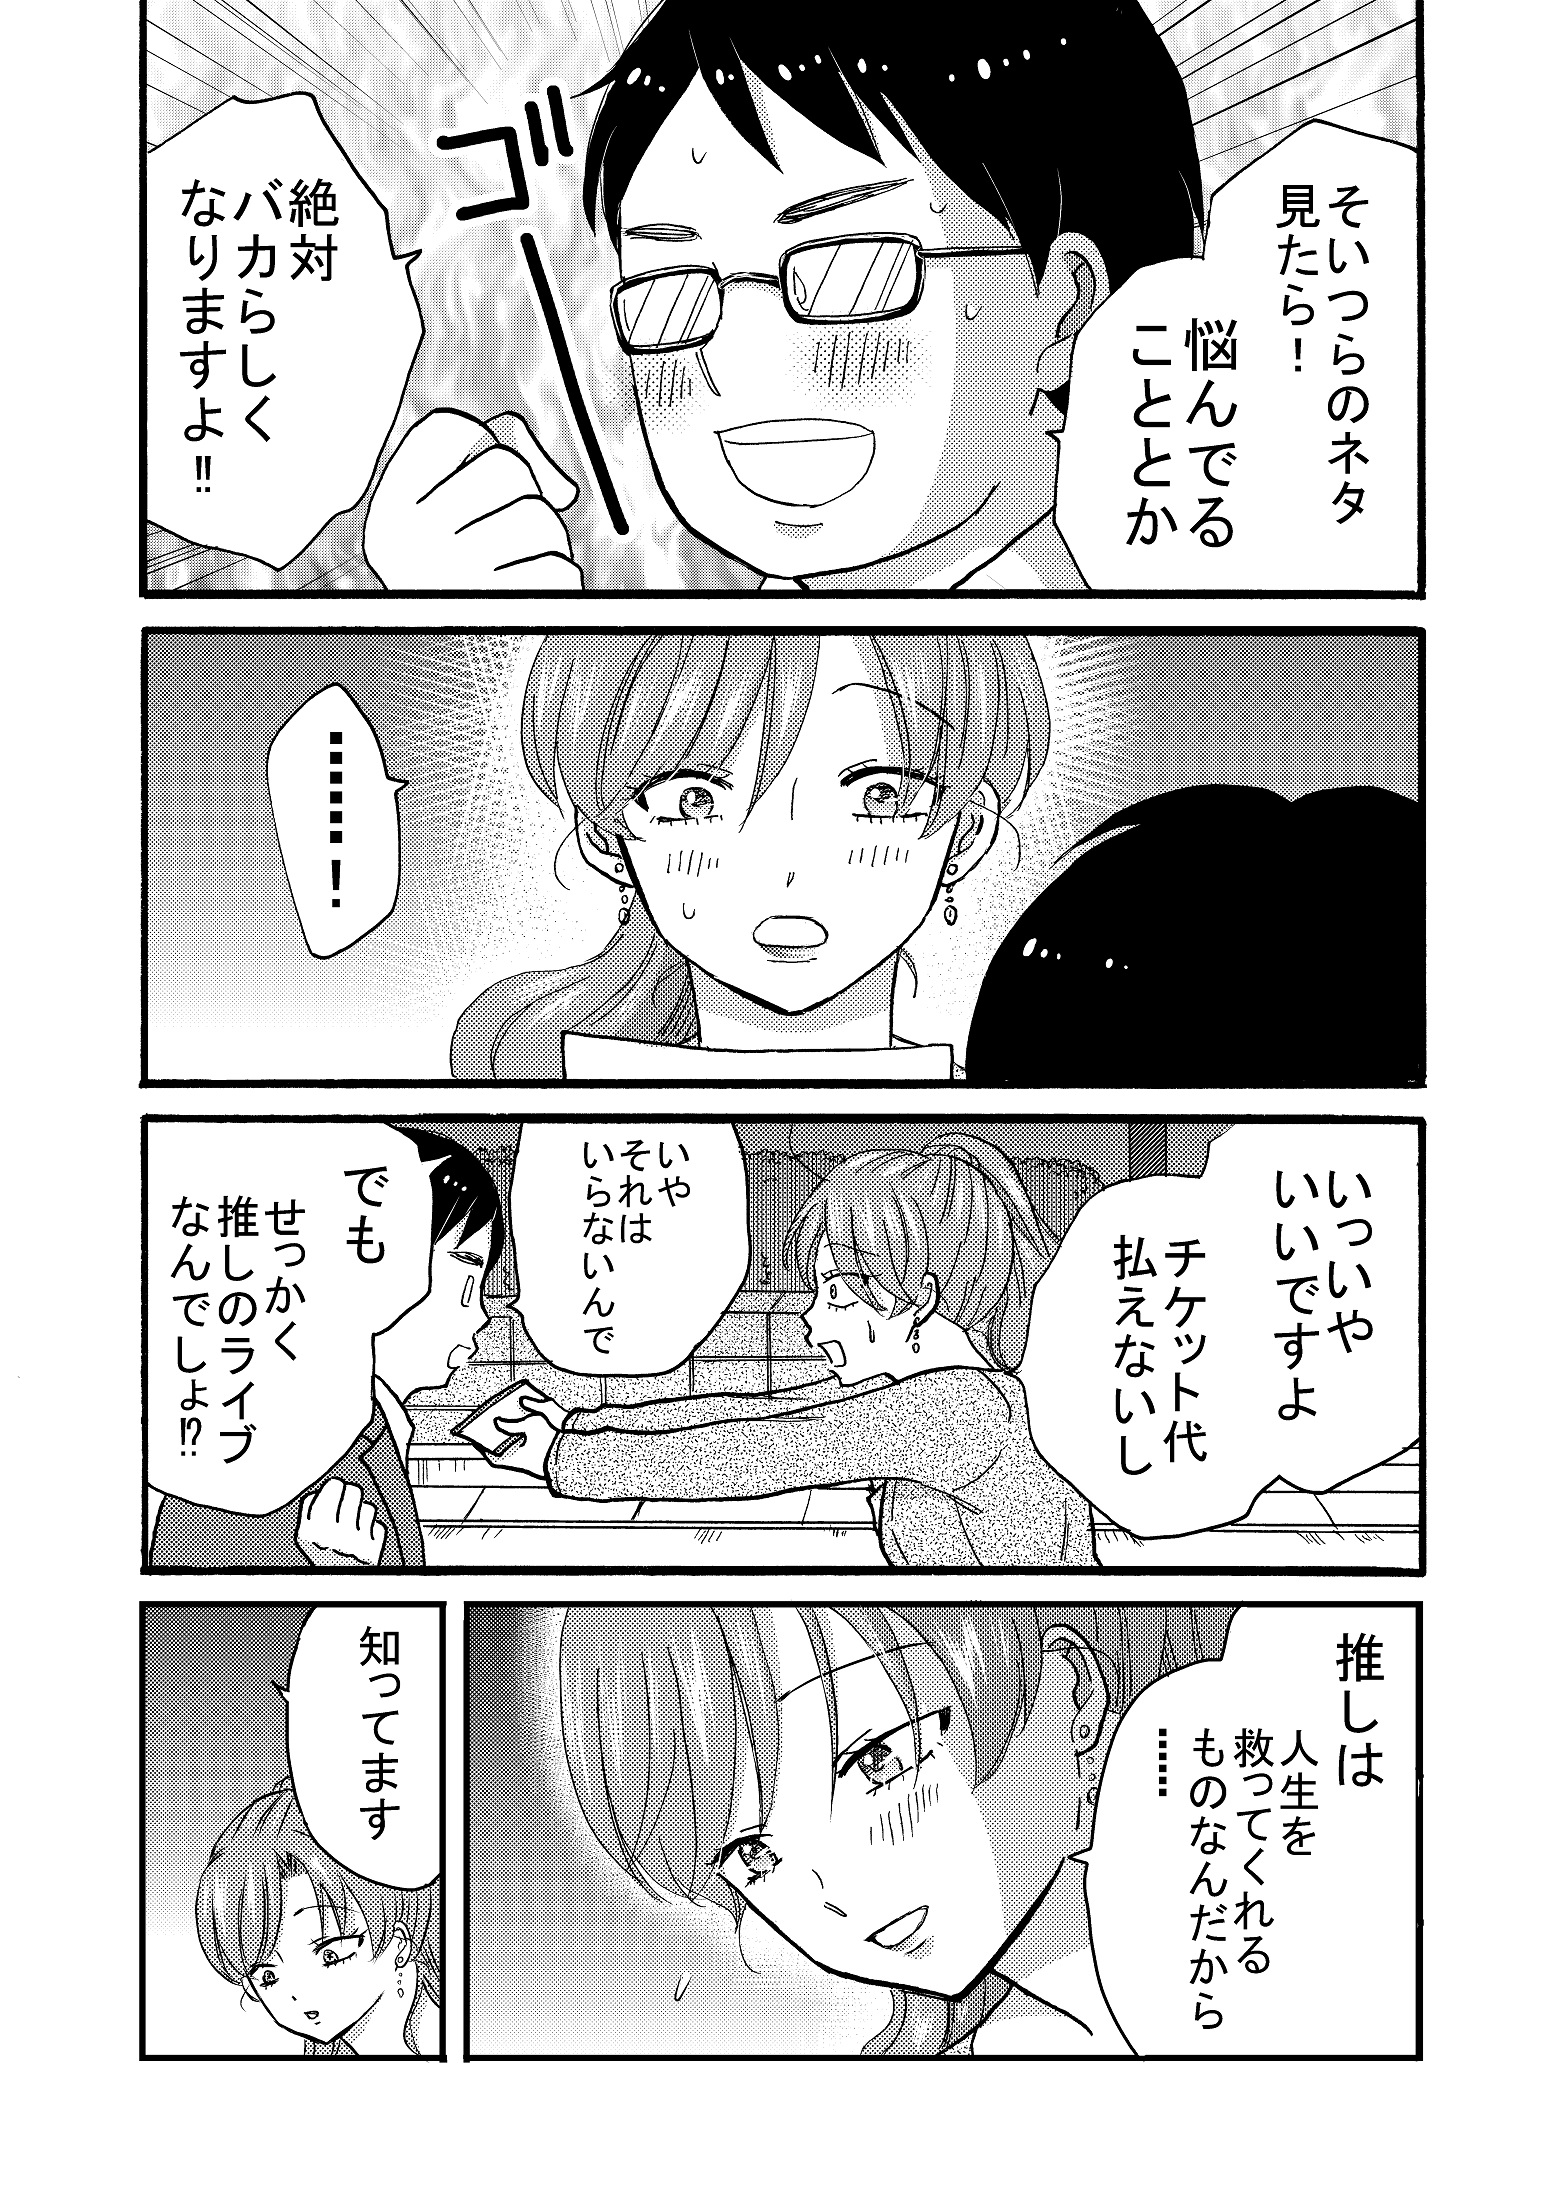 そいつらのネタ
見たら！
悩んでる
こととか
ゴーッ
絶対
バカらしく
なりますよ!!
……！
いっいや
いいですよ
チケット代
払えないし
いや
それは
いらないんで
でも
せっかく
推しのライブ
なんでしょ!?
推しは
人生を
救ってくれる
ものなんだから
……
知ってます